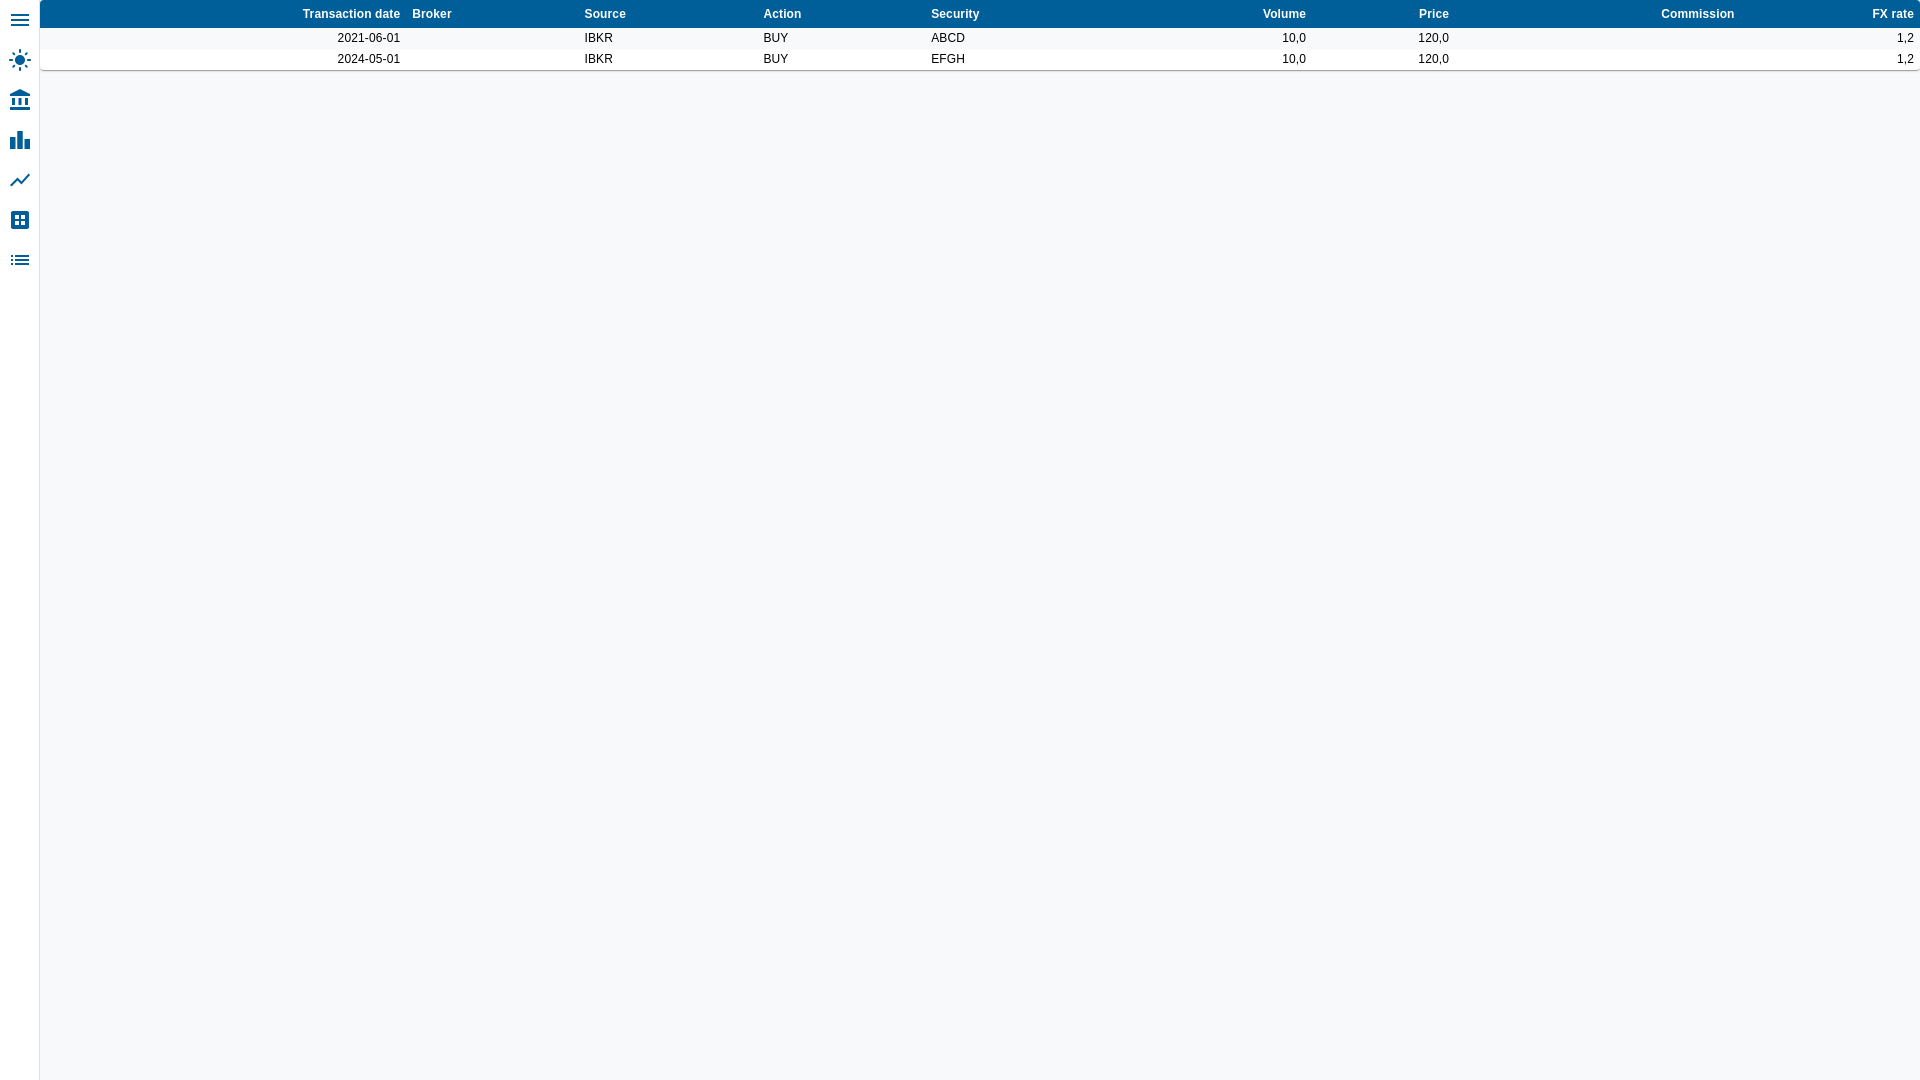 Transaction date Broker Source Action Security Volume Price Commission FX rate
2021-06-01 IBKR BUY ABCD 10,0 120,0 1,2
2024-05-01 IBKR BUY EFGH 10,0 120,0 1,2